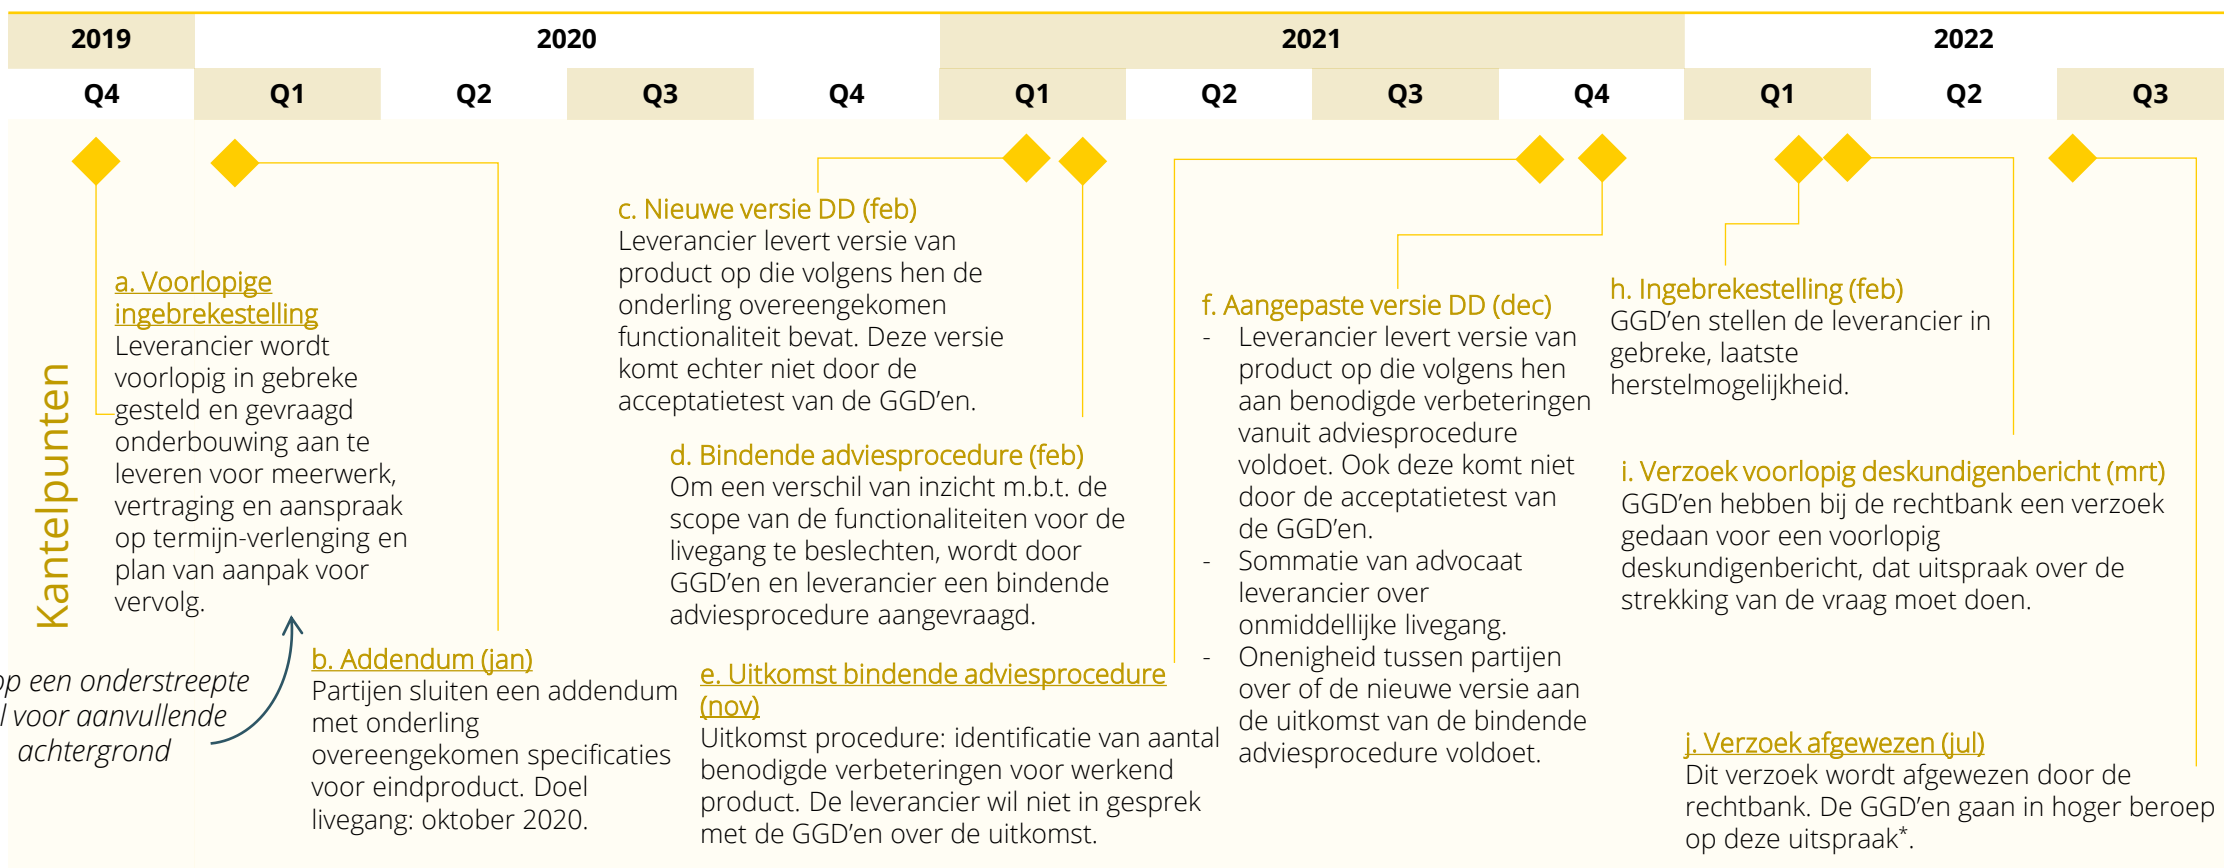 2019 2020 2021 2022
Q4 Q1 Q2 Q3 Q4 Q1 Q2 Q3 Q4 Q1 Q2 Q3
Kantelpunten
a. Voorlopige
ingebrekestelling
Leverancier wordt
voorlopig in gebreke
gesteld en gevraagd
onderbouwing aan te
leveren voor meerwerk,
vertraging en aanspraak
op termijn-verlenging en
plan van aanpak voor
vervolg.
op een onderstreepte
voor aanvullende
achtergrond
b. Addendum (jan)
Partijen sluiten een addendum
met onderling
overeengekomen specificaties
voor eindproduct. Doel
livegang: oktober 2020.
c. Nieuwe versie DD (feb)
Leverancier levert versie van
product op die volgens hen de
onderling overeengekomen
functionaliteit bevat. Deze versie
komt echter niet door de
acceptatietest van de GGD’en.
d. Bindende adviesprocedure (feb)
Om een verschil van inzicht m.b.t. de
scope van de functionaliteiten voor de
livegang te beslechten, wordt door
GGD’en en leverancier een bindende
adviesprocedure aangevraagd.
e. Uitkomst bindende adviesprocedure
(nov)
Uitkomst procedure: identificatie van aantal
benodigde verbeteringen voor werkend
product. De leverancier wil niet in gesprek
met de GGD’en over de uitkomst.
f. Aangepaste versie DD (dec)
- Leverancier levert versie van
product op die volgens hen
aan benodigde verbeteringen
vanuit adviesprocedure
voldoet. Ook deze komt niet
door de acceptatietest van
de GGD’en.
- Sommatie van advocaat
leverancier over
onmiddellijke livegang.
- Onenigheid tussen partijen
over of de nieuwe versie aan
de uitkomst van de bindende
adviesprocedure voldoet.
h. Ingebrekestelling (feb)
GGD’en stellen de leverancier in
gebreke, laatste
herstelmogelijkheid.
i. Verzoek voorlopig deskundigenbericht (mrt)
GGD’en hebben bij de rechtbank een verzoek
gedaan voor een voorlopig
deskundigenbericht, dat uitspraak over de
strekking van de vraag moet doen.
j. Verzoek afgewezen (jul)
Dit verzoek wordt afgewezen door de
rechtbank. De GGD’en gaan in hoger beroep
op deze uitspraak*.